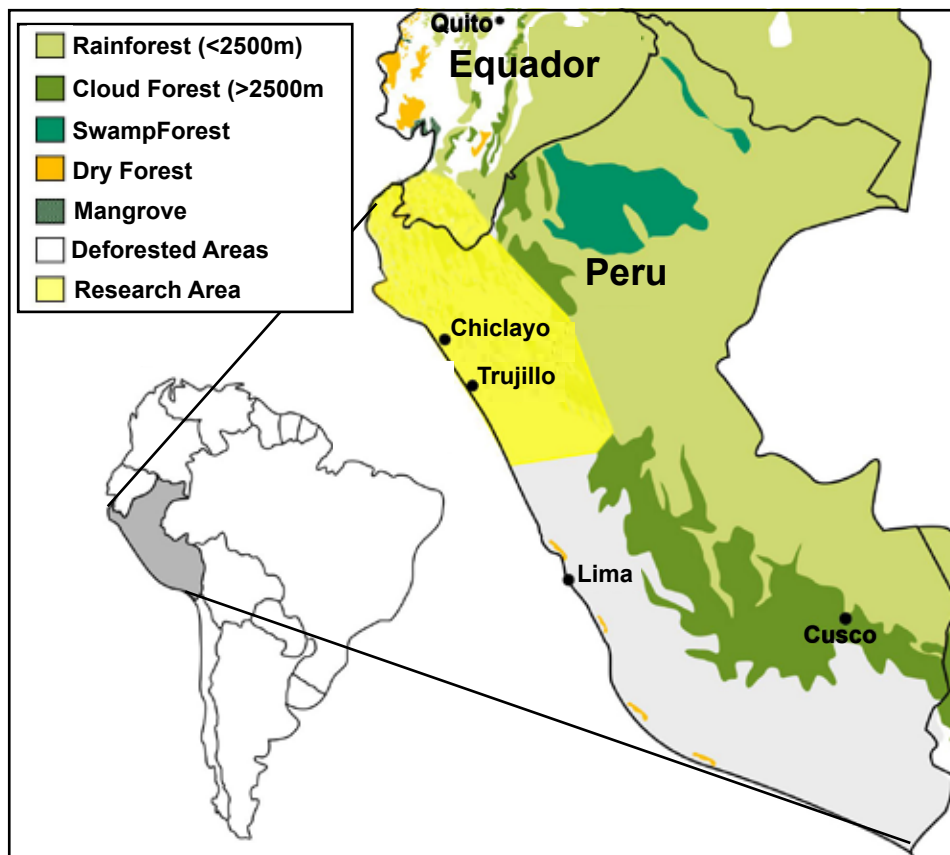 Rainforest (<2500m)
Cloud Forest (>2500m
SwampForest
Dry Forest
Mangrove
Deforested Areas
Research Area
Quito
Equador
Peru
Chiclayo
Trujillo
Lima
Cusco